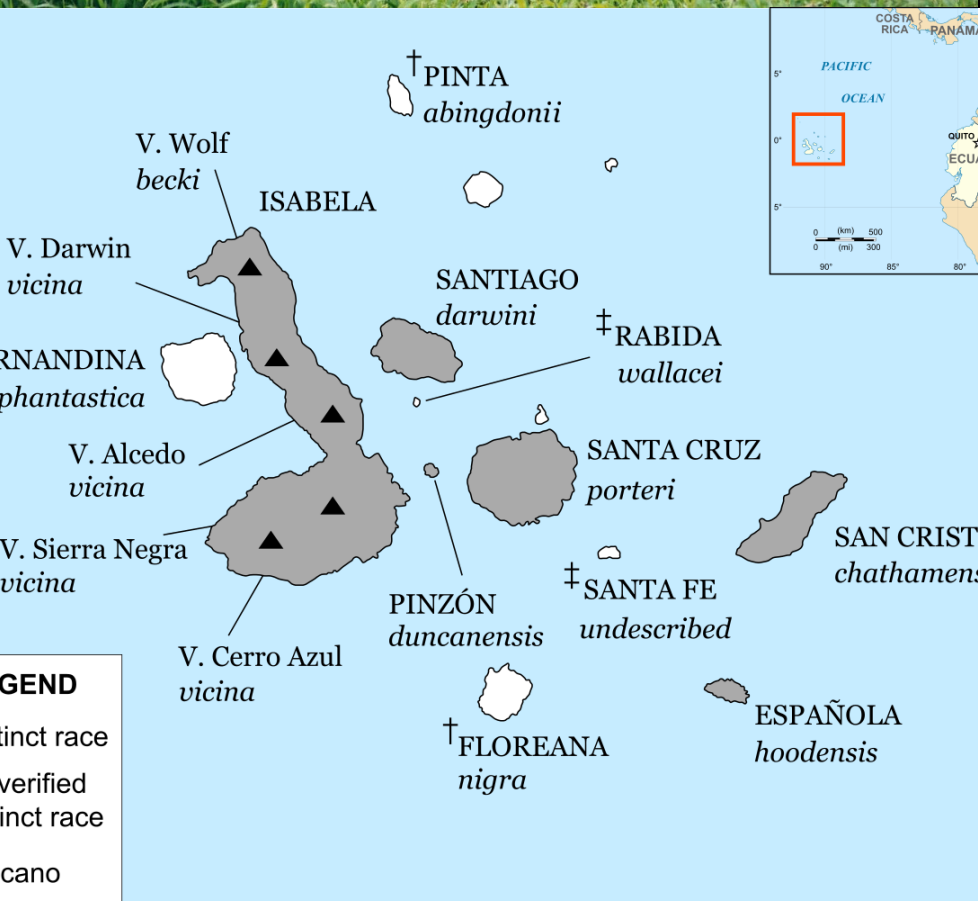 †PINTA
abingdonii
V. Wolf
becki
ISABELA
V. Darwin
vicina
SANTIAGO
darwini
‡RABIDA
wallacei
RNANDINA
phantastica
V. Alcedo
vicina
SANTA CRUZ
porteri
V. Sierra Negra
vicina
SAN CRIST
chathamens
PINZÓN
duncanensis
‡SANTA FE
undescribed
V. Cerro Azul
vicina
†FLOREANA
nigra
ESPAÑOLA
hoodensis
GEND
tinct race
verified
inct race
cano
COSTA
RICA
PANAMA
PACIFIC
OCEAN
5°
0°
5°
QUITO
ECUA
0 (km) 500
0 (mi) 300
90° 85° 80°